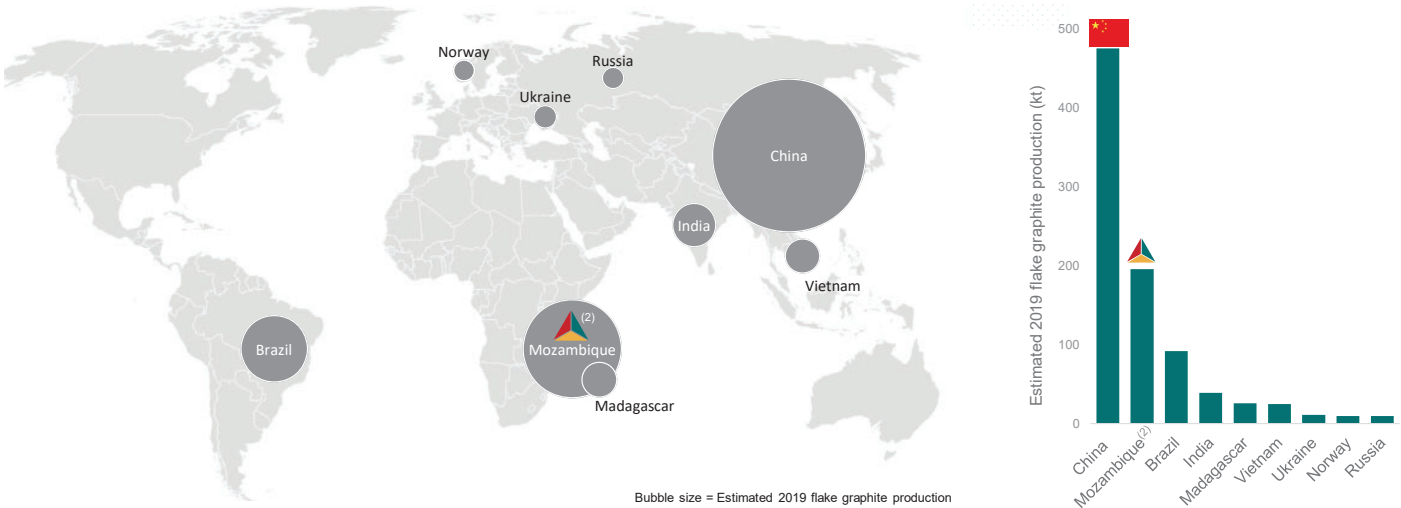 Norway
Russia
Ukraine
China
India
Vietnam
(2)
Brazil
Mozambique
Madagascar
Bubble size = Estimated 2019 flake graphite production
Estimated 2019 flake graphite production (kt)
500
400
300
200
100
0
China
Mozambique(2)
Brazil
India
Madagascar
Vietnam
Ukraine
Norway
Russia